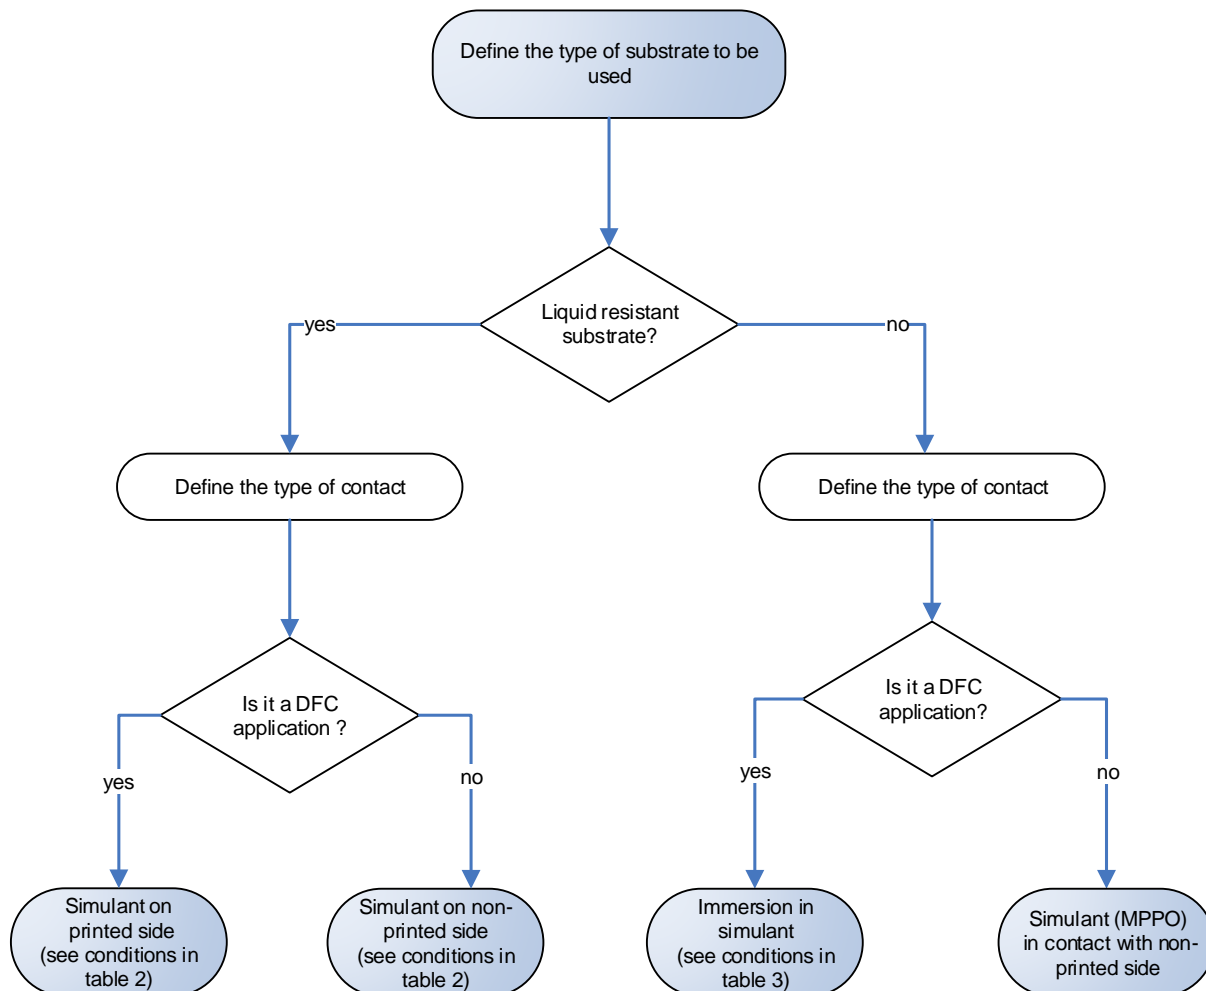 Define the type of substrate to be
used
Liquid resistant
substrate?
yes
no
Define the type of contact
Define the type of contact
Is it a DFC
application ?
Is it a DFC
application?
yes
no
yes
no
Simulant on
printed side
(see conditions in
table 2)
Simulant on non-
printed side
(see conditions in
table 2)
Immersion in
simulant
(see conditions in
table 3)
Simulant (MPPO)
in contact with non-
printed side